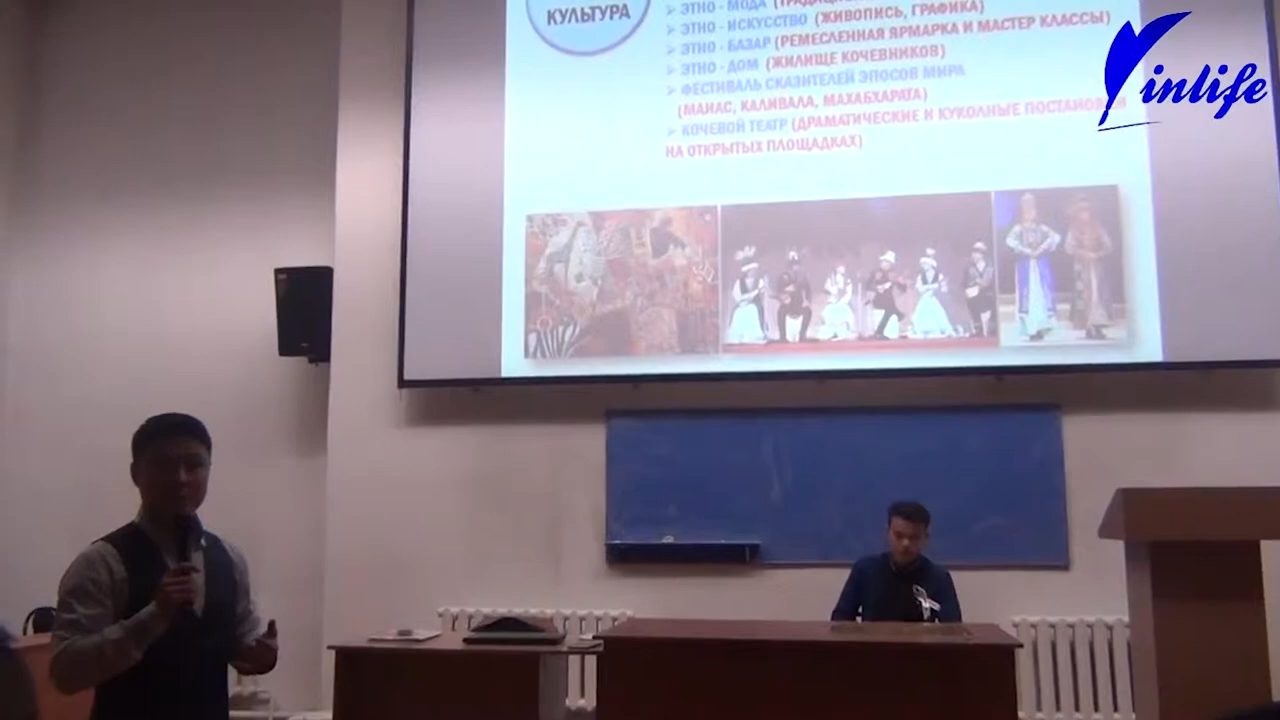 КУЛЬТУРА
➢ ЭТНО - МОДА
➢ ЭТНО - ИСКУССТВО (ЖИВОПИСЬ, ГРАФИКА)
➢ ЭТНО - БАЗАР (РЕМЕСЛЕННАЯ ЯРМАРКА И МАСТЕР КЛАССЫ)
➢ ЭТНО - ДОМ (ЖИЛИЩЕ КОЧЕВНИКОВ)
➢ ФЕСТИВАЛЬ СКАЗИТЕЛЕЙ ЭПОСОВ МИРА
(МАНАС, КАЛИВАЛА, МАХАБХАРАТА)
➢ КОЧЕВОЙ ТЕАТР (ДРАМАТИЧЕСКИЕ И КУКОЛНЫЕ ПОСТАНОВКИ
НА ОТКРЫТЫХ ПЛОЩАДКАХ)
inlife